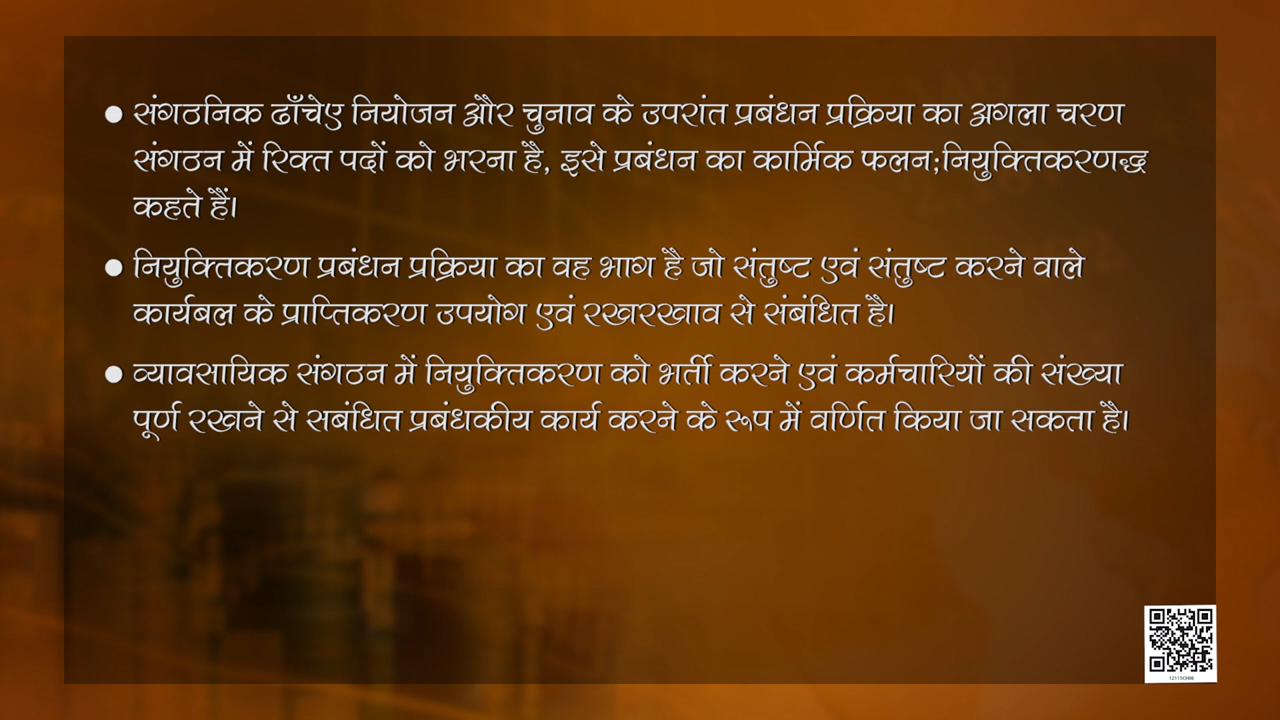 • संगठनिक ढाँचेए नियोजन और चुनाव के उपरांत प्रबंधन प्रक्रिया का अगला चरण
संगठन में रिक्त पदों को भरना है, इसे प्रबंधन का कार्मिक फलन;नियुक्तिकरणद्ध
कहते हैं।
• नियुक्तिकरण प्रबंधन प्रक्रिया का वह भाग है जो संतुष्ट एवं संतुष्ट करने वाले
कार्यबल के प्राप्तिकरण उपयोग एवं रखरखाव से संबंधित है।
• व्यावसायिक संगठन में नियुक्तिकरण को भर्ती करने एवं कर्मचारियों की संख्या
पूर्ण रखने से सबंधित प्रबंधकीय कार्य करने के रूप में वर्णित किया जा सकता है।
12115CH06